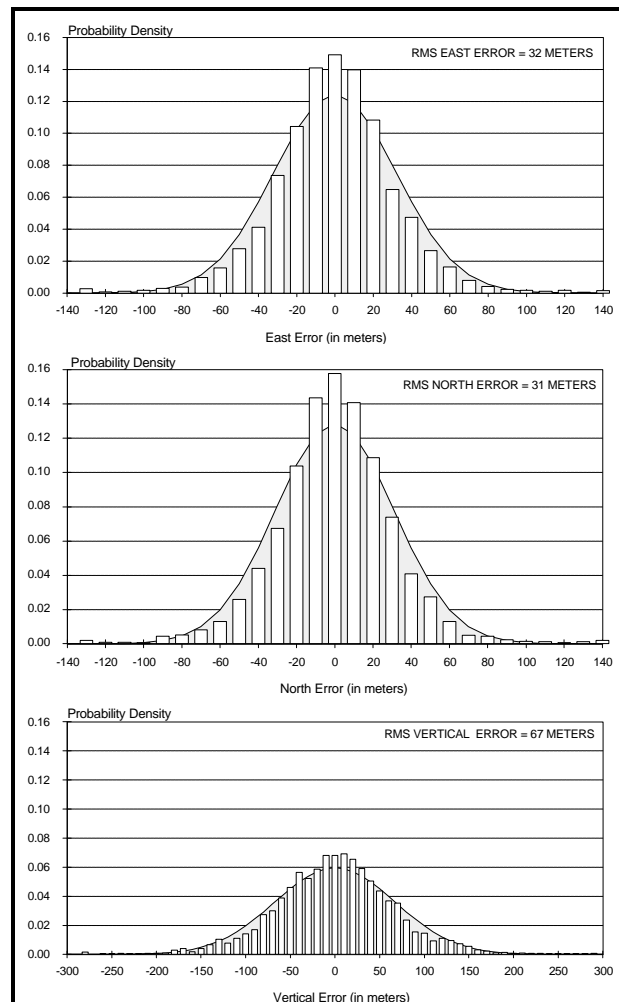 Probability Density
0.16
RMS EAST ERROR = 32 METERS
0.14
0.12
0.10
0.08
0.06
0.04
0.02
0.00
-140 -120 -100 -80 -60 -40 -20 0 20 40 60 80 100 120 140
East Error (in meters)
Probability Density
0.16
RMS NORTH ERROR = 31 METERS
0.14
0.12
0.10
0.08
0.06
0.04
0.02
0.00
-140 -120 -100 -80 -60 -40 -20 0 20 40 60 80 100 120 140
North Error (in meters)
Probability Density
0.16
RMS VERTICAL ERROR = 67 METERS
0.14
0.12
0.10
0.08
0.06
0.04
0.02
0.00
-300 -250 -200 -150 -100 -50 0 50 100 150 200 250 300
Vertical Error (in meters)